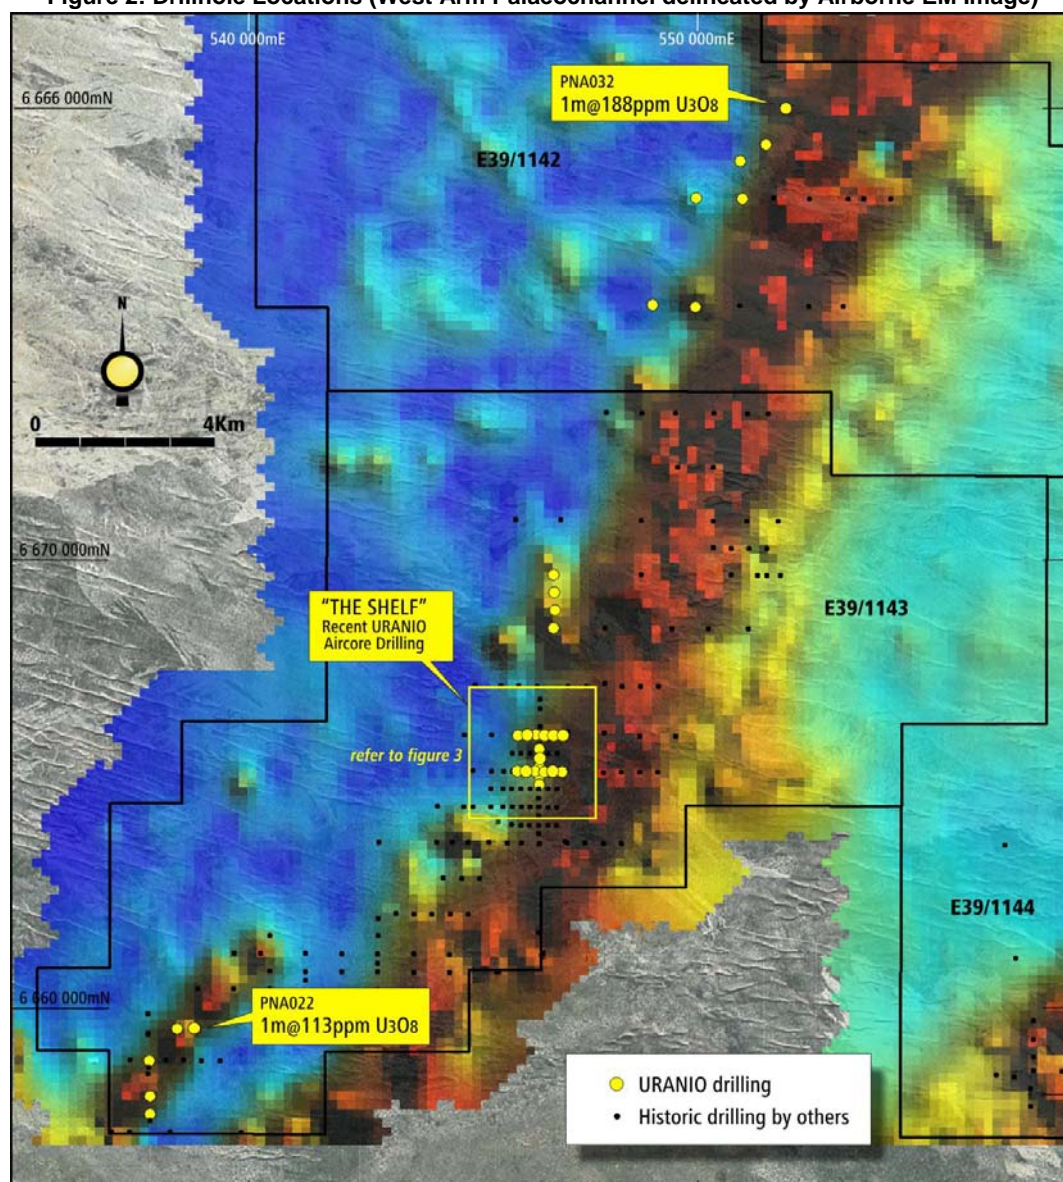 Figure 2: Drillhole Locations (West Arm Palaeochannel delineated by Airborne EM Image)
540 000mE
550 000mE
6 666 000mN
PNA032
1m@188ppm U3O8
E39/1142
N
0 4Km
6 670 000mN
"THE SHELF"
Recent URANIO
Aircore Drilling
E39/1143
refer to figure 3
E39/1144
6 660 000mN
PNA022
1m@113ppm U3O8
URANIO drilling
Historic drilling by others